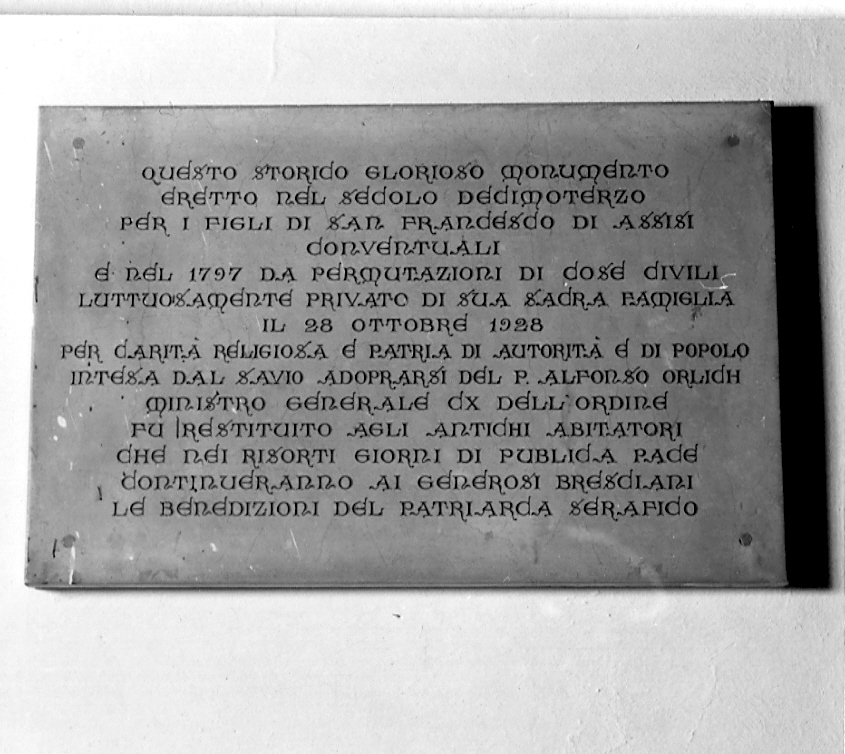 QUESTO STORICO GLORIOSO MONUMENTO
ERETTO NEL SECOLO DECIMOTERZO
PER I FIGLI DI SAN FRANCESCO DI ASSISI
CONVENTUALI
E NEL 1797 DA PERMUTAZIONI DI COSE CIVILI
LUTTUOSAMENTE PRIVATO DI SUA SACRA FAMIGLIA
IL 28 OTTOBRE 1928
PER CARITÀ RELIGIOSA E PATRIA DI AUTORITÀ E DI POPOLO
INTESA DAL SAVIO ADOPRARSI DEL P. ALFONSO ORLICH
MINISTRO GENERALE CX DELL'ORDINE
FU RESTITUITO AGLI ANTICHI ABITATORI
CHE NEI RISORTI GIORNI DI PUBLICA PACE
CONTINUERANNO AI GENEROSI BRESCIANI
LE BENEDIZIONI DEL PATRIARCA SERAFICO